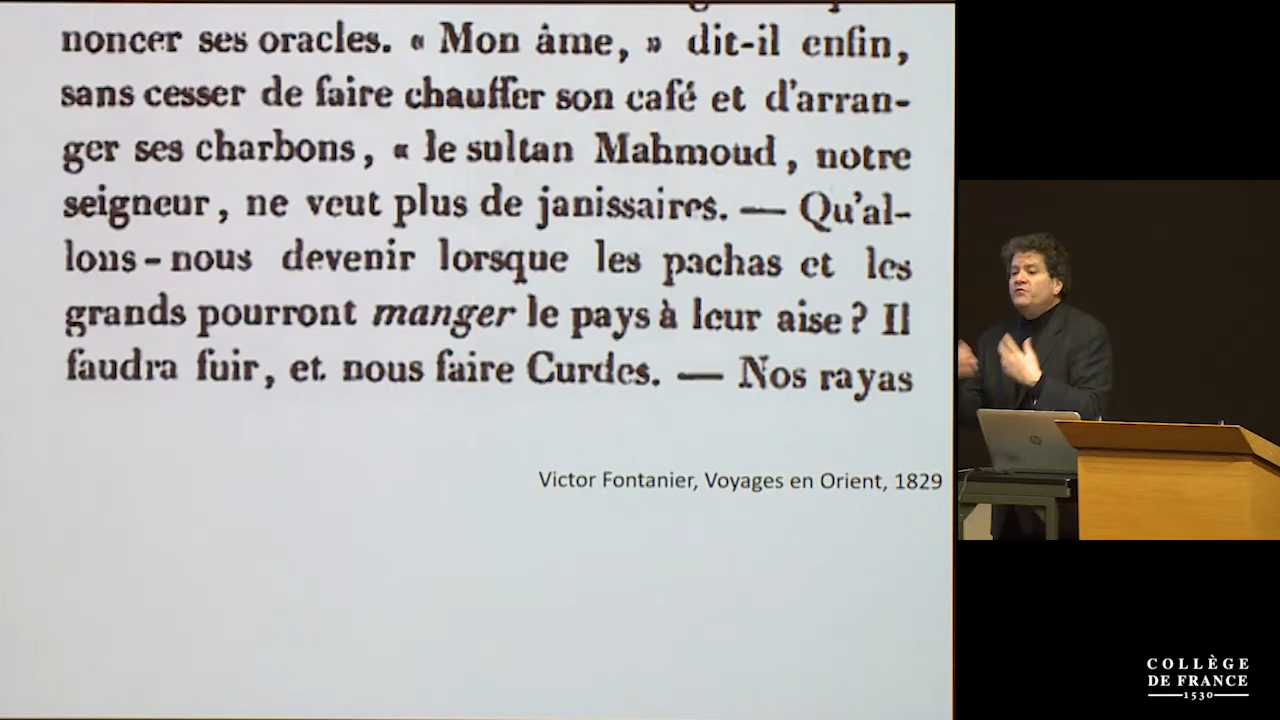 noncer ses oracles. « Mon âme, » dit-il enfin,
sans cesser de faire chauffer son café et d'arran-
ger ses charbons, « le sultan Mahmoud, notre
seigneur, ne veut plus de janissaires. — Qu'al-
lons-nous devenir lorsque les pachas et les
grands pourront manger le pays à leur aise? Il
faudra fuir, et nous faire Curdes. — Nos rayas
Victor Fontanier, Voyages en Orient, 1829
COLLÈGE
DE FRANCE
1530